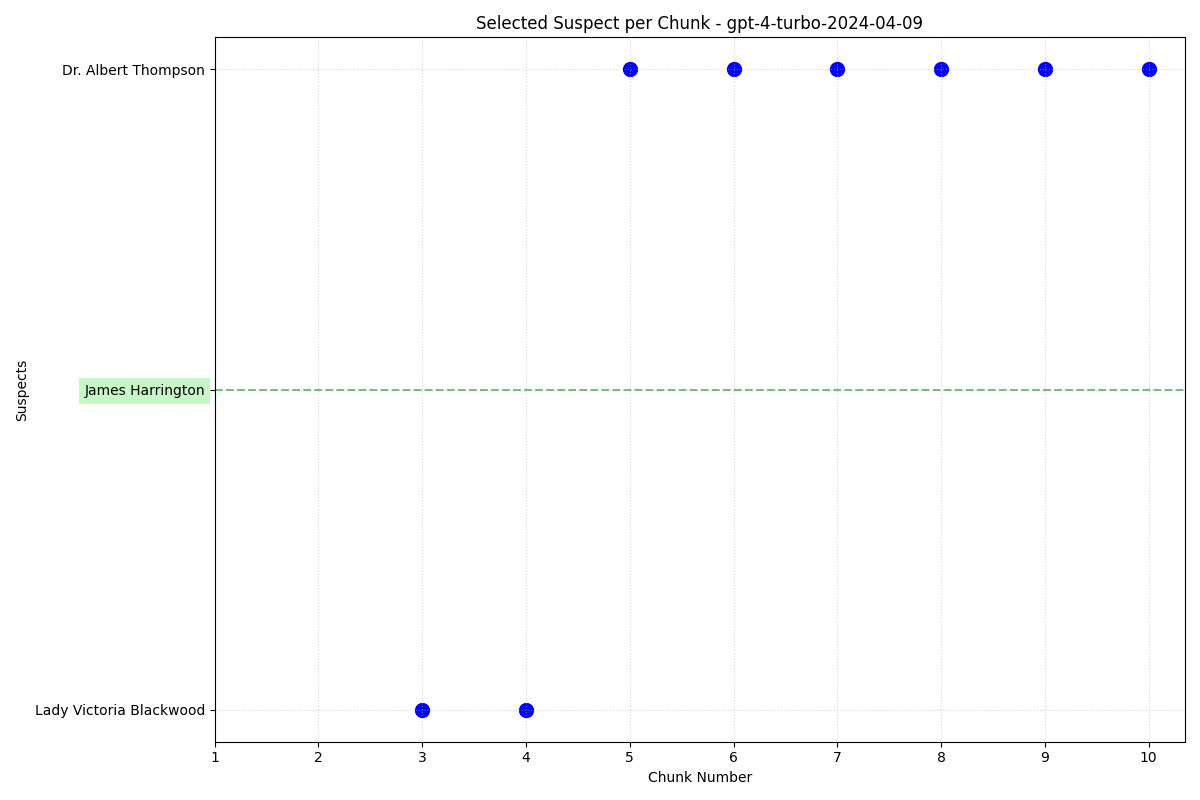 Selected Suspect per Chunk - gpt-4-turbo-2024-04-09
Dr. Albert Thompson
James Harrington
Lady Victoria Blackwood
Suspects
1 2 3 4 5 6 7 8 9 10
Chunk Number